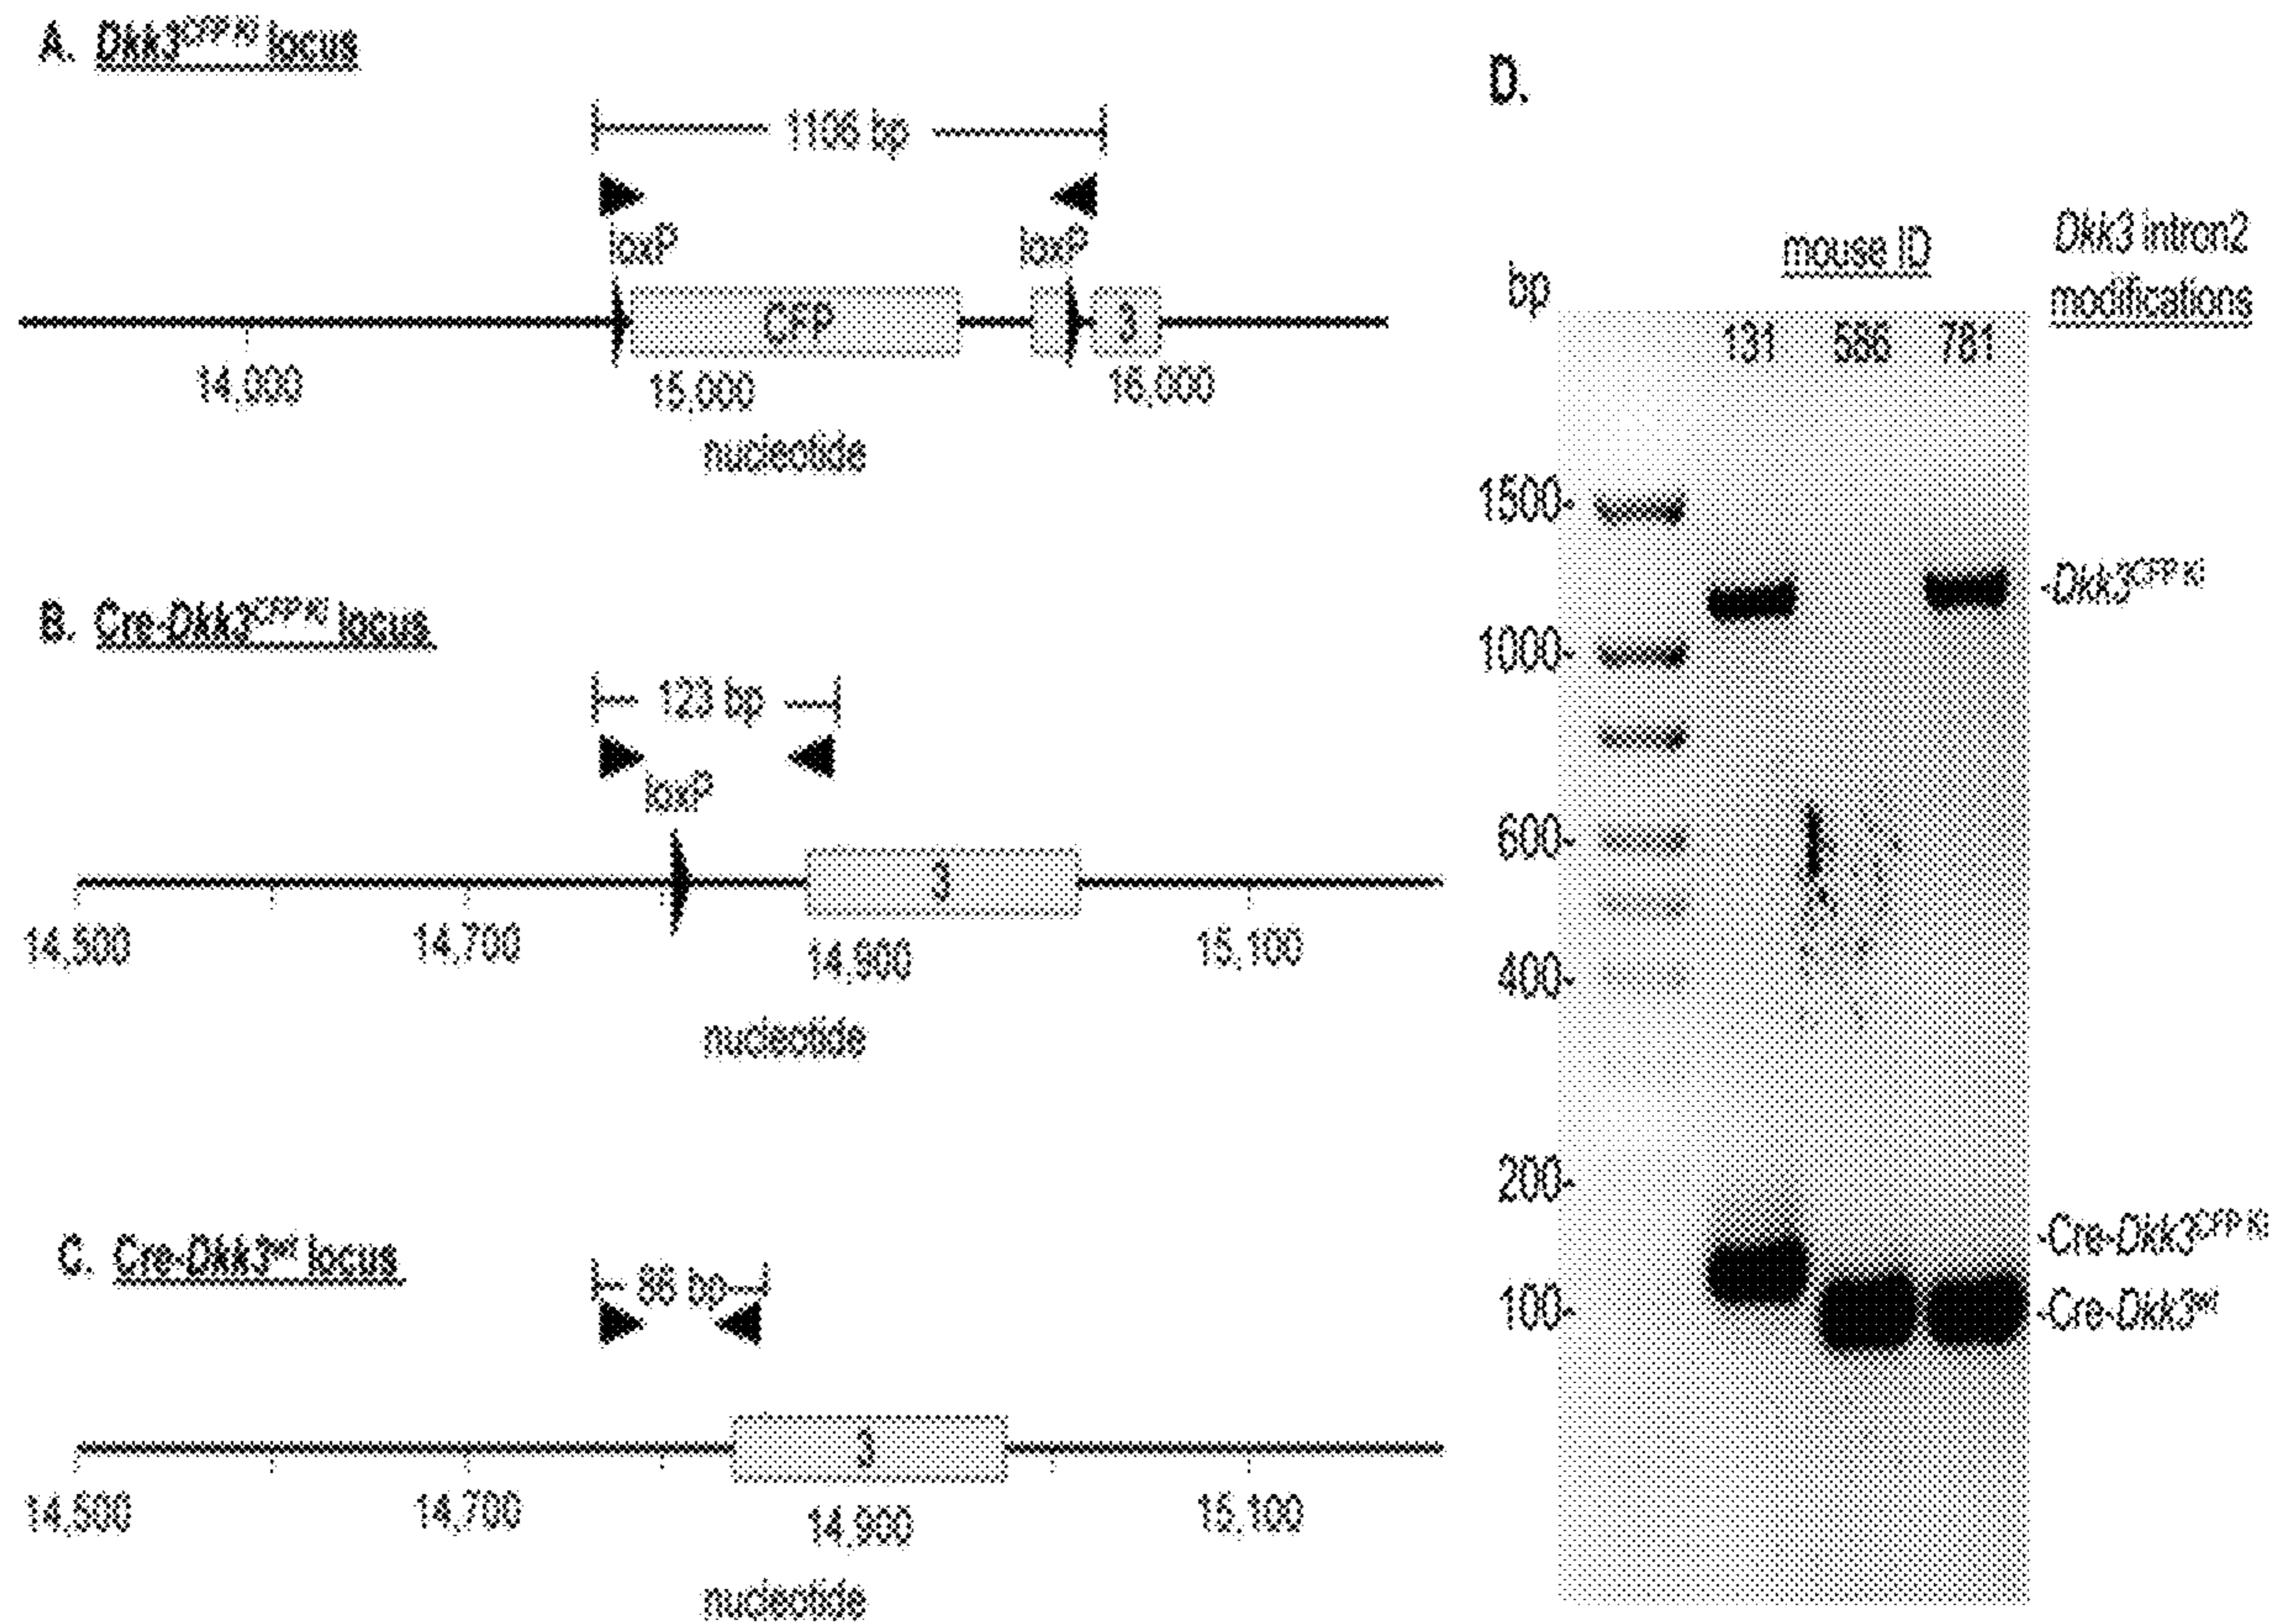 A. Dkk3CFP KI locus
1106 bp
loxP loxP
CFP 3
14,000 15,000 16,000
nucleotide
B. Cre-Dkk3CFP KI locus
123 bp
loxP
3
14,500 14,700 14,900 15,100
nucleotide
C. Cre-Dkk3wt locus
86 bp
3
14,500 14,700 14,900 15,100
nucleotide
D.
mouse ID
Dkk3 intron2
modifications
bp
131 586 781
1500-
-Dkk3CFP KI
1000-
600-
400-
200-
-Cre-Dkk3CFP KI
100-
-Cre-Dkk3wt